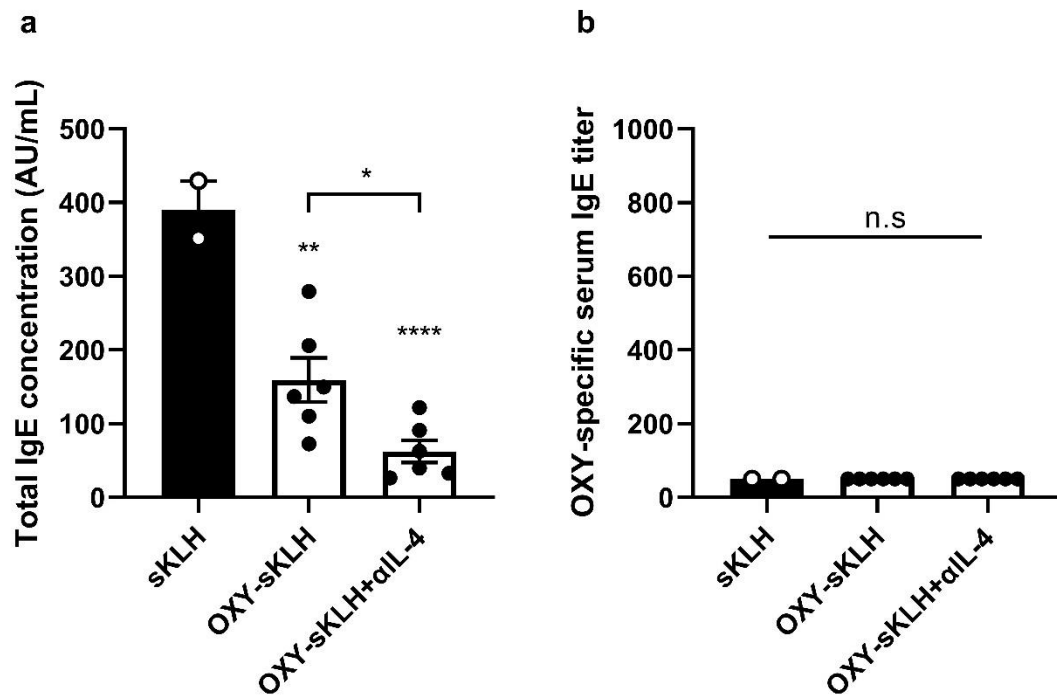 a
Total IgE concentration (AU/mL)
500
400
300
200
100
0
*
**
****
sKLH
OXY-sKLH
OXY-sKLH+αIL-4
b
OXY-specific serum IgE titer
1000
800
600
400
200
0
n.s
sKLH
OXY-sKLH
OXY-sKLH+αIL-4